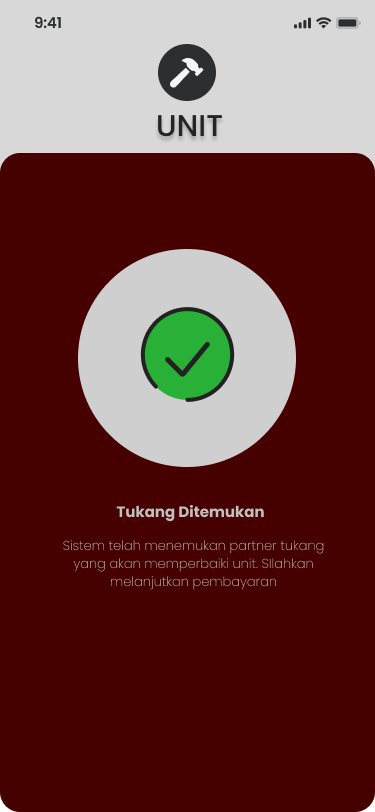 9:41
UNIT
Tukang Ditemukan
Sistem telah menemukan partner tukang
yang akan memperbaiki unit. SIlahkan
melanjutkan pembayaran